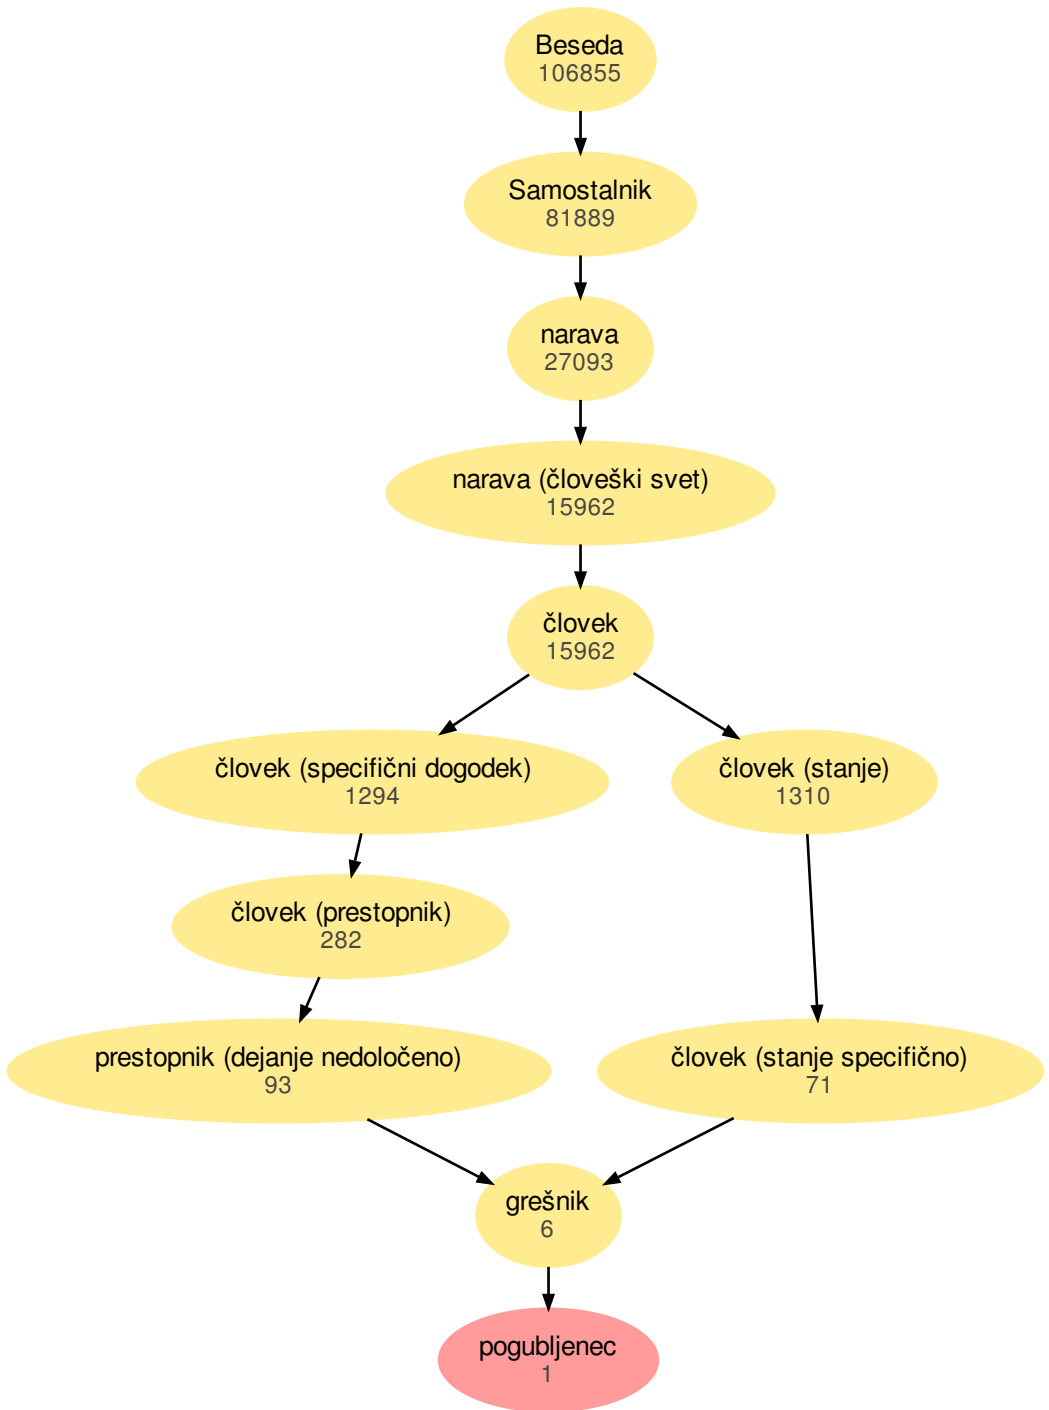 Beseda
106855
Samostalnik
81889
narava
27093
narava (človeški svet)
15962
človek
15962
človek (specifični dogodek)
1294
človek (stanje)
1310
človek (prestopnik)
282
prestopnik (dejanje nedoločeno)
93
človek (stanje specifično)
71
grešnik
6
pogubljenec
1